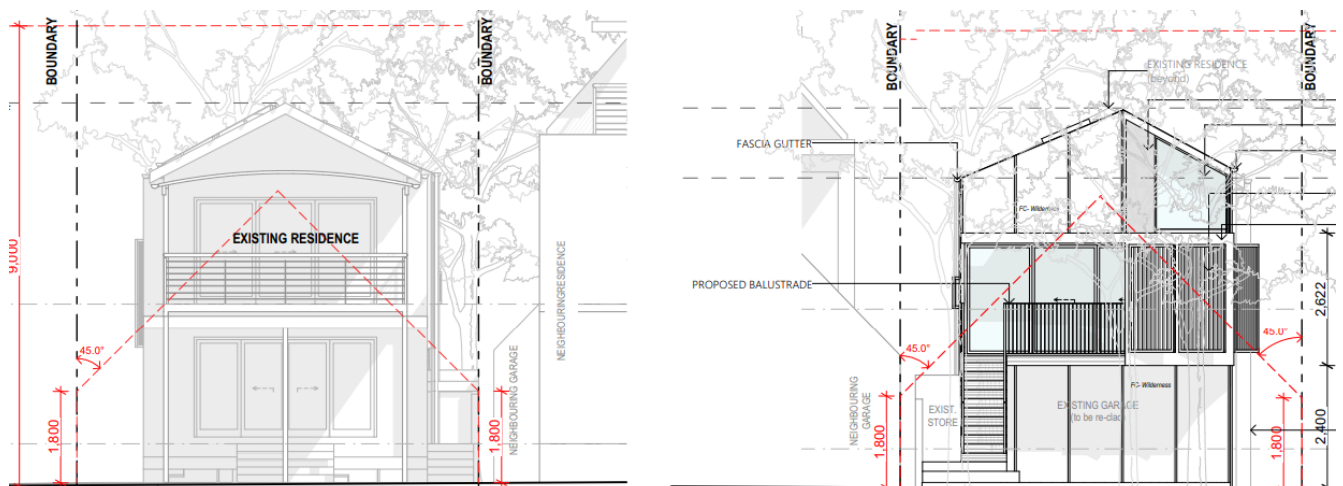 BOUNDARY
BOUNDARY
9,000
EXISTING RESIDENCE
45.0°
1,800
1,800
NEIGHBOURING GARAGE
NEIGHBOURING RESIDENCE
BOUNDARY
BOUNDARY
EXISTING RESIDENCE
(beyond)
FASCIA GUTTER
FC- Wilderness
PROPOSED BALUSTRADE
2,622
45.0°
45.0°
NEIGHBOURING
GARAGE
1,800
EXIST.
STORE
FC- Wilderness
EXISTING GARAGE
(to be re-clad)
1,800
2,400